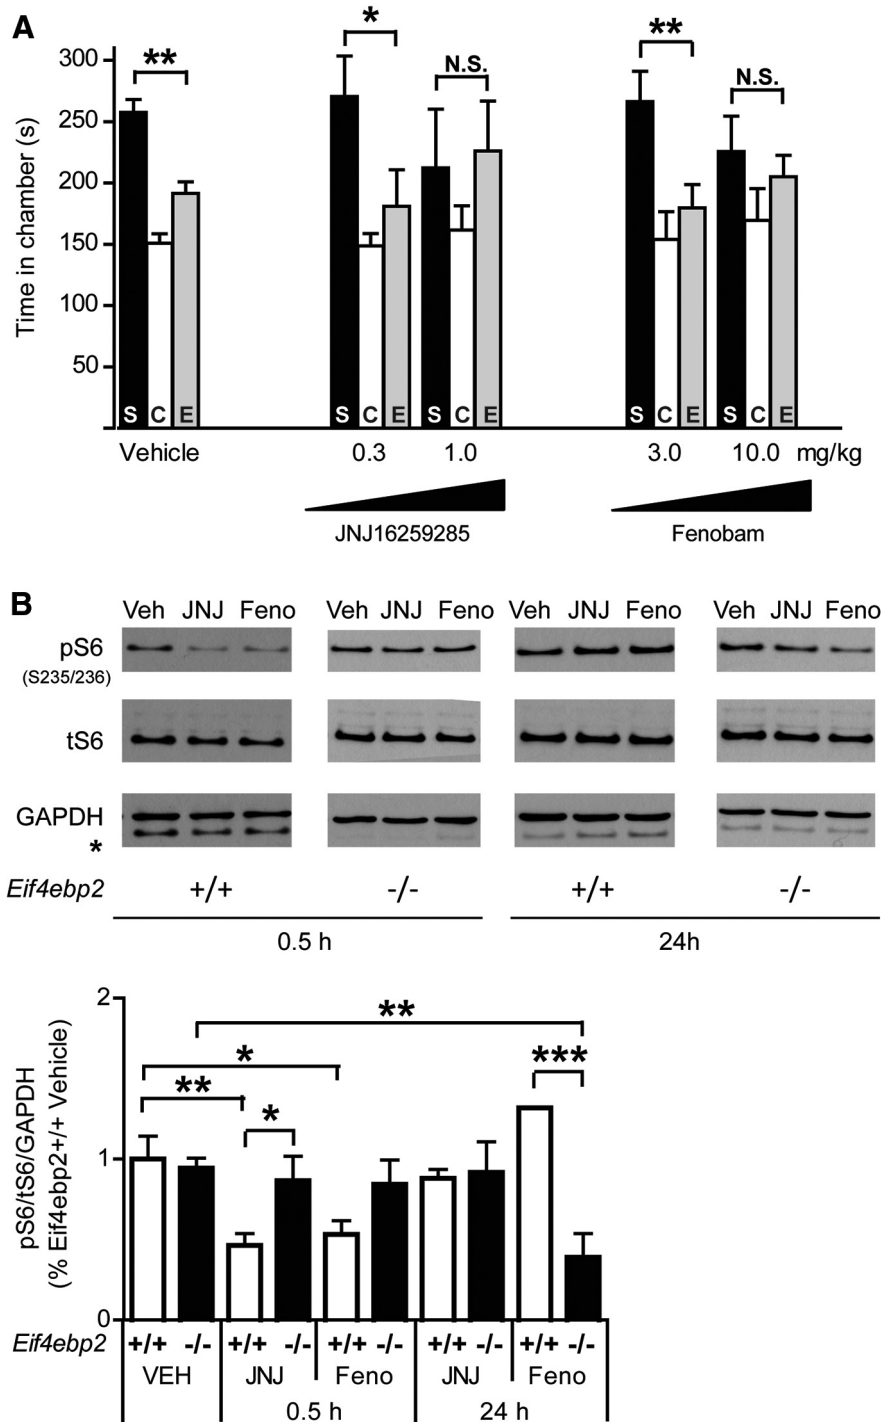 A
** * N.S. ** N.S.
300
250
200
150
100
50
Time in chamber (s)
S C E S C E S C E S C E S C E
Vehicle 0.3 1.0 3.0 10.0 mg/kg
JNJ16259285 Fenobam
B
Veh JNJ Feno Veh JNJ Feno Veh JNJ Feno Veh JNJ Feno
pS6
(S235/236)
tS6
GAPDH
*
Eif4ebp2 +/+ -/- +/+ -/-
0.5 h 24h
2
1
0
pS6/tS6/GAPDH
(% Eif4ebp2+/+ Vehicle)
**
* ***
**
*
Eif4ebp2 +/+ -/- +/+ -/- +/+ -/- +/+ -/- +/+ -/-
VEH JNJ Feno JNJ Feno
0.5 h 24 h